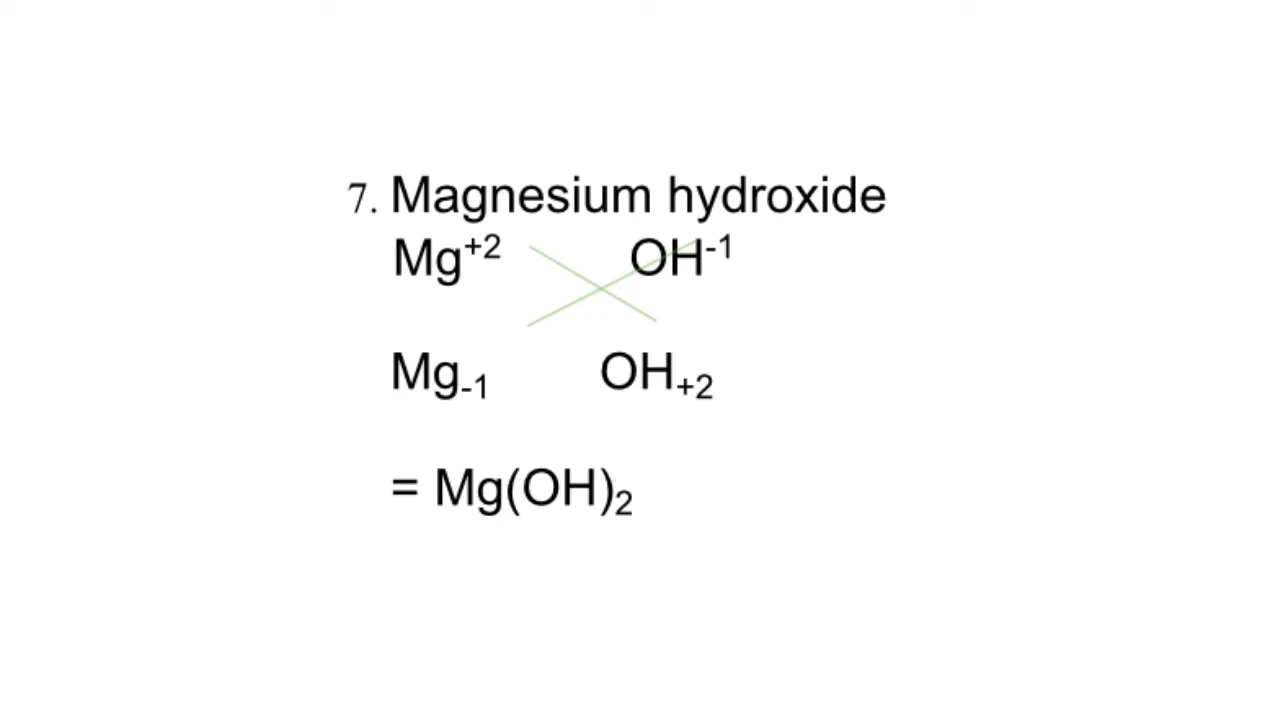 7. Magnesium hydroxide
Mg⁺² OH⁻¹
Mg₋₁ OH₊₂
= Mg(OH)₂